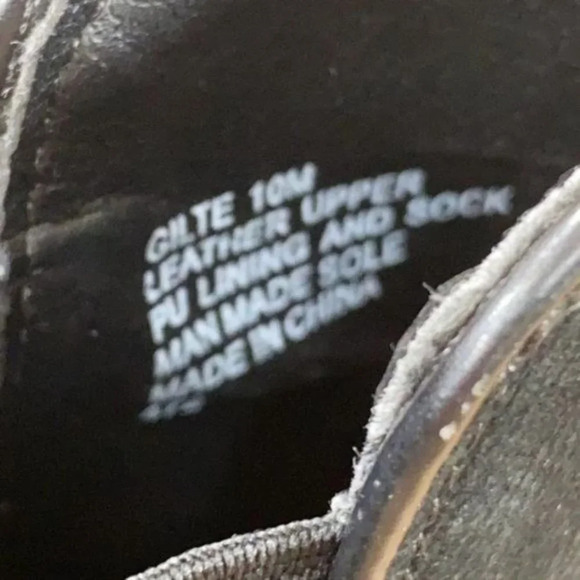 GILTE 10M
LEATHER UPPER
PU LINING AND SOCK
MAN MADE SOLE
MADE IN CHINA